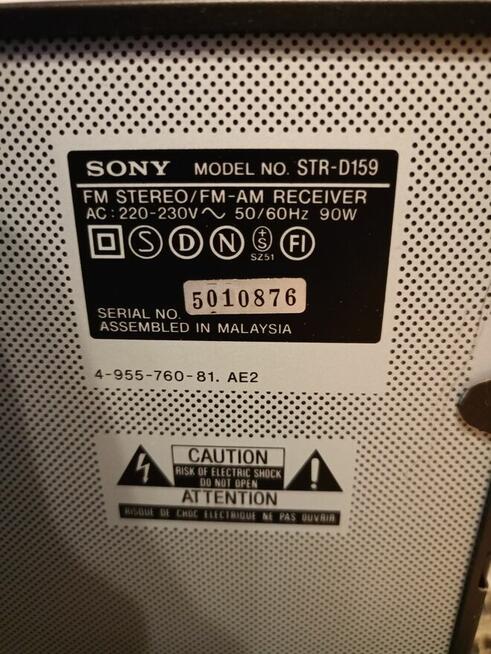 SONY MODEL NO. STR-D159
FM STEREO/FM-AM RECEIVER
AC: 220-230V~ 50/60Hz 90W
S D N +S FI
SZ51
SERIAL NO. 5010876
ASSEMBLED IN MALAYSIA
4-955-760-81. AE2
CAUTION
RISK OF ELECTRIC SHOCK
DO NOT OPEN
ATTENTION
RISQUE DE CHOC ELECTRIQUE NE PAS OUVRIR